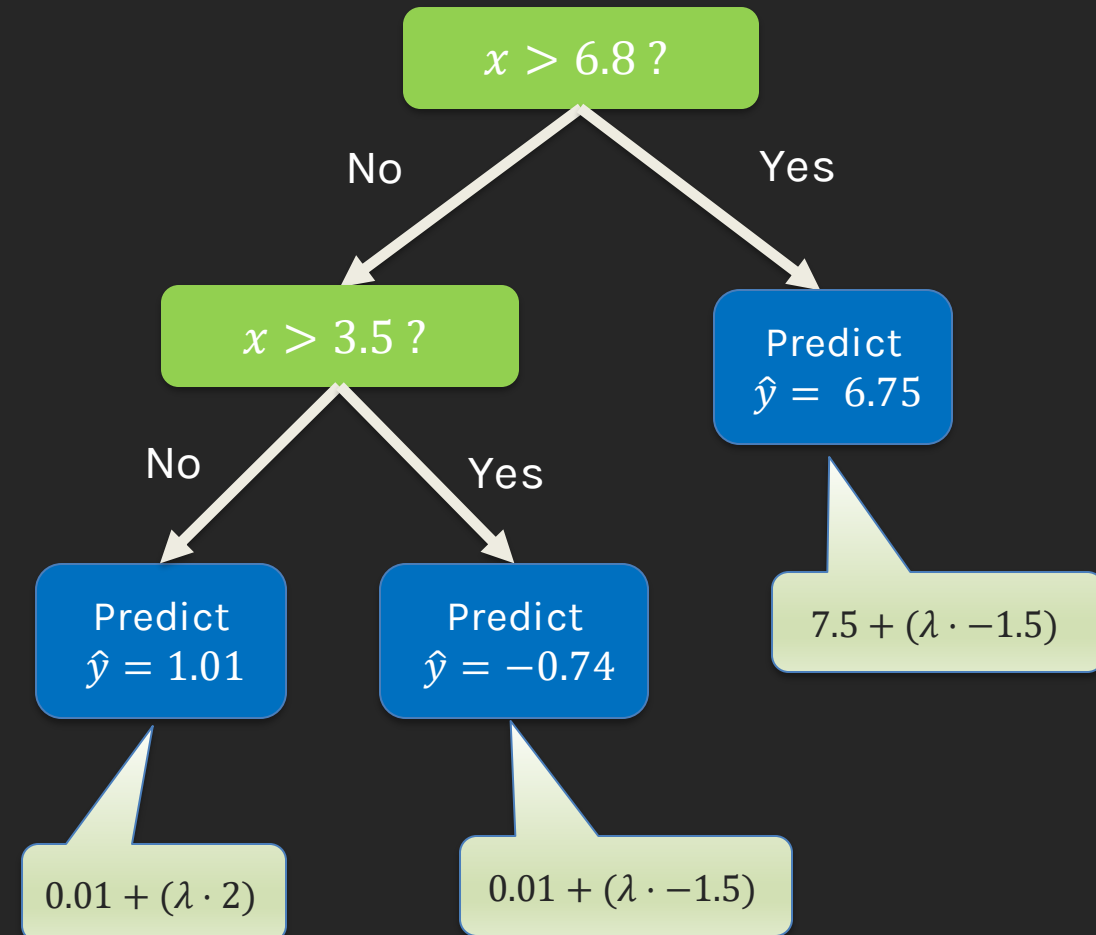 x > 6.8 ?
No
Yes
x > 3.5 ?
Predict
ŷ = 6.75
No
Yes
Predict
ŷ = 1.01
Predict
ŷ = −0.74
7.5 + (λ · −1.5)
0.01 + (λ · 2)
0.01 + (λ · −1.5)